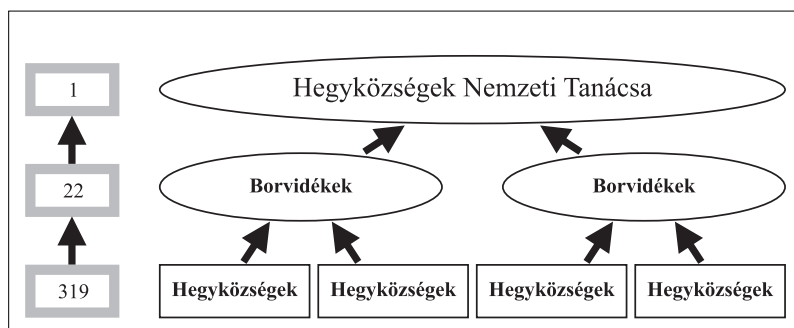 1 Hegyközségek Nemzeti Tanácsa
22 Borvidékek Borvidékek
319 Hegyközségek Hegyközségek Hegyközségek Hegyközségek